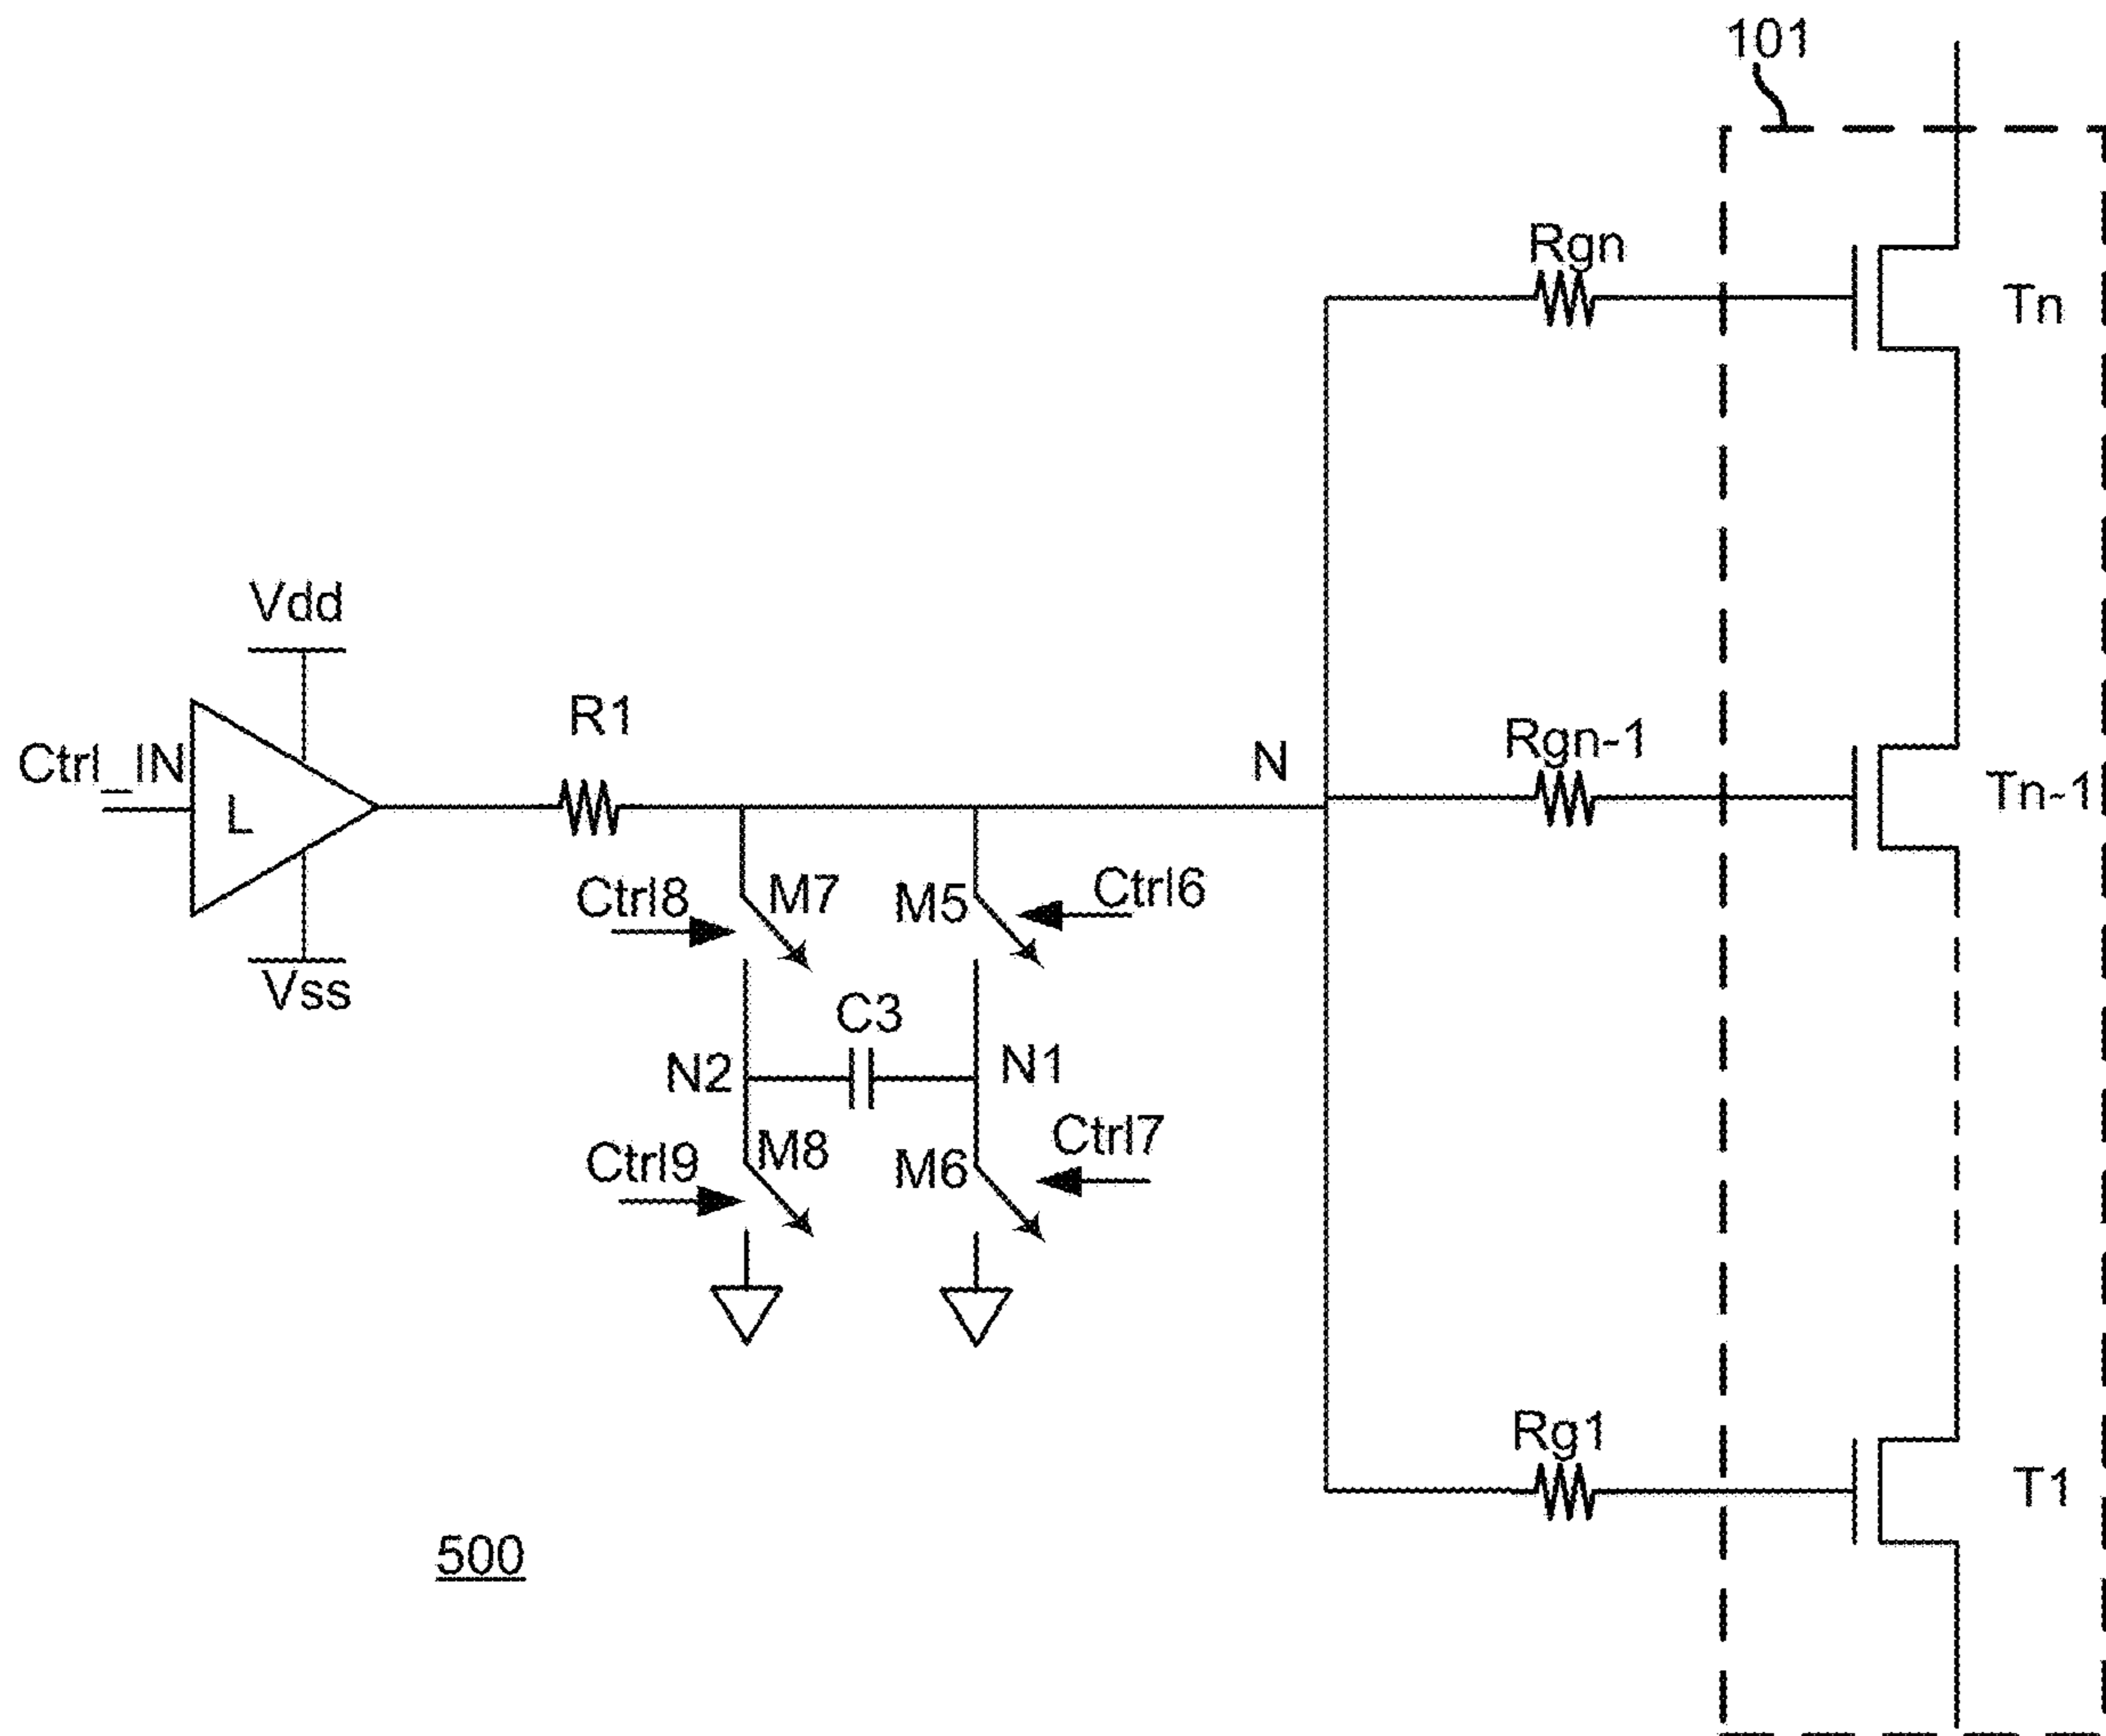 101
Rgn
Tn
Vdd
R1
Rgn-1
N
Tn-1
Ctrl_IN
L
Ctrl8
M7
M5
Ctrl6
Vss
C3
N2
N1
Ctrl9
M8
M6
Ctrl7
Rg1
T1
500